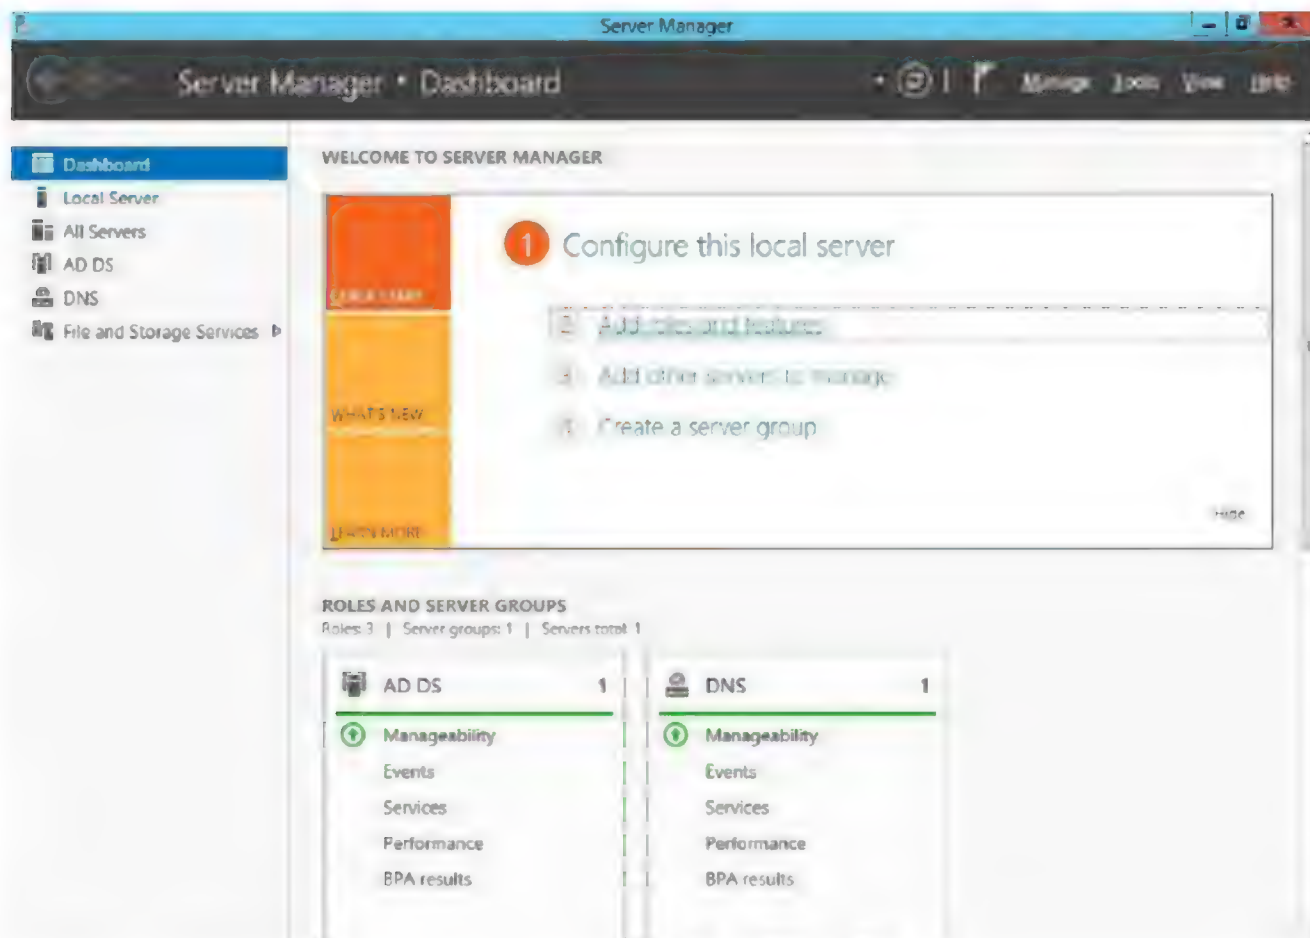 Server Manager
Server Manager • Dashboard
Manage Tools View Help
Dashboard
Local Server
All Servers
AD DS
DNS
File and Storage Services
WELCOME TO SERVER MANAGER
QUICK START
WHAT'S NEW
LEARN MORE
1 Configure this local server
2 Add roles and features
3 Add other servers to manage
4 Create a server group
Hide
ROLES AND SERVER GROUPS
Roles: 3 | Server groups: 1 | Servers total: 1
AD DS 1
Manageability
Events
Services
Performance
BPA results
DNS 1
Manageability
Events
Services
Performance
BPA results